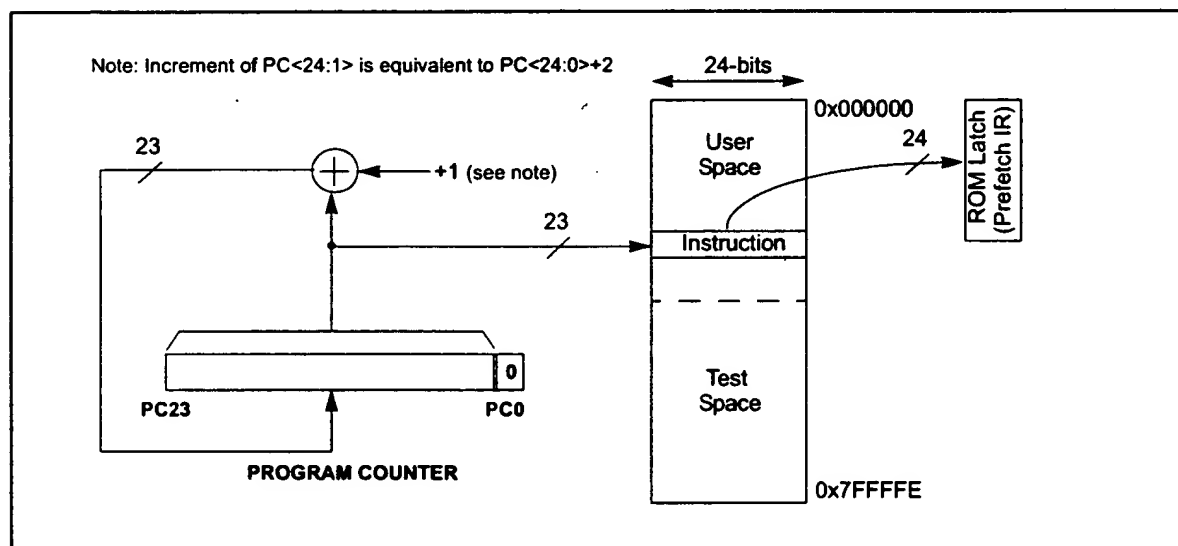 Note: Increment of PC<24:1> is equivalent to PC<24:0>+2
24-bits
0x000000
User
Space
24
ROM Latch
(Prefetch IR)
23
+1 (see note)
23
Instruction
0
PC23
PC0
Test
Space
PROGRAM COUNTER
0x7FFFFE